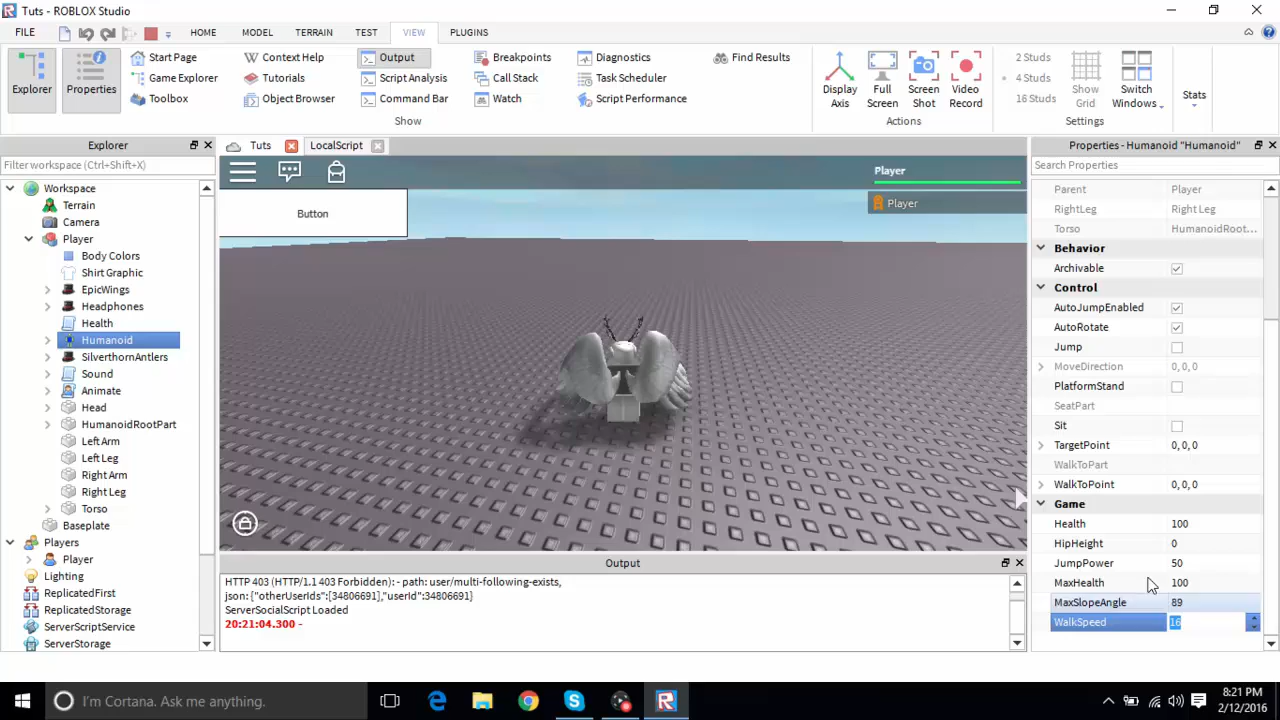 Tuts - ROBLOX Studio
FILE HOME MODEL TERRAIN TEST VIEW PLUGINS
Explorer
Properties
Start Page
Game Explorer
Toolbox
Context Help
Tutorials
Object Browser
Output
Script Analysis
Command Bar
Breakpoints
Call Stack
Watch
Diagnostics
Task Scheduler
Script Performance
Find Results
Show
Display Axis
Full Screen
Screen Shot
Video Record
Actions
2 Studs
4 Studs
16 Studs
Show Grid
Switch Windows
Settings
Stats
Explorer
Filter workspace (Ctrl+Shift+X)
Workspace
Terrain
Camera
Player
Body Colors
Shirt Graphic
EpicWings
Headphones
Health
Humanoid
SilverthornAntlers
Sound
Animate
Head
HumanoidRootPart
Left Arm
Left Leg
Right Arm
Right Leg
Torso
Baseplate
Players
Player
Lighting
ReplicatedFirst
ReplicatedStorage
ServerScriptService
ServerStorage
Tuts
LocalScript
Button
Player
Player
Output
HTTP 403 (HTTP/1.1 403 Forbidden): - path: user/multi-following-exists,
json: {"otherUserIds":[34806691],"userId":34806691}
ServerSocialScript Loaded
20:21:04.300 -
Properties - Humanoid "Humanoid"
Search Properties
Parent Player
RightLeg Right Leg
Torso HumanoidRoot...
Behavior
Archivable
Control
AutoJumpEnabled
AutoRotate
Jump
MoveDirection 0, 0, 0
PlatformStand
SeatPart
Sit
TargetPoint 0, 0, 0
WalkToPart
WalkToPoint 0, 0, 0
Game
Health 100
HipHeight 0
JumpPower 50
MaxHealth 100
MaxSlopeAngle 89
WalkSpeed 16
I'm Cortana. Ask me anything.
8:21 PM
2/12/2016